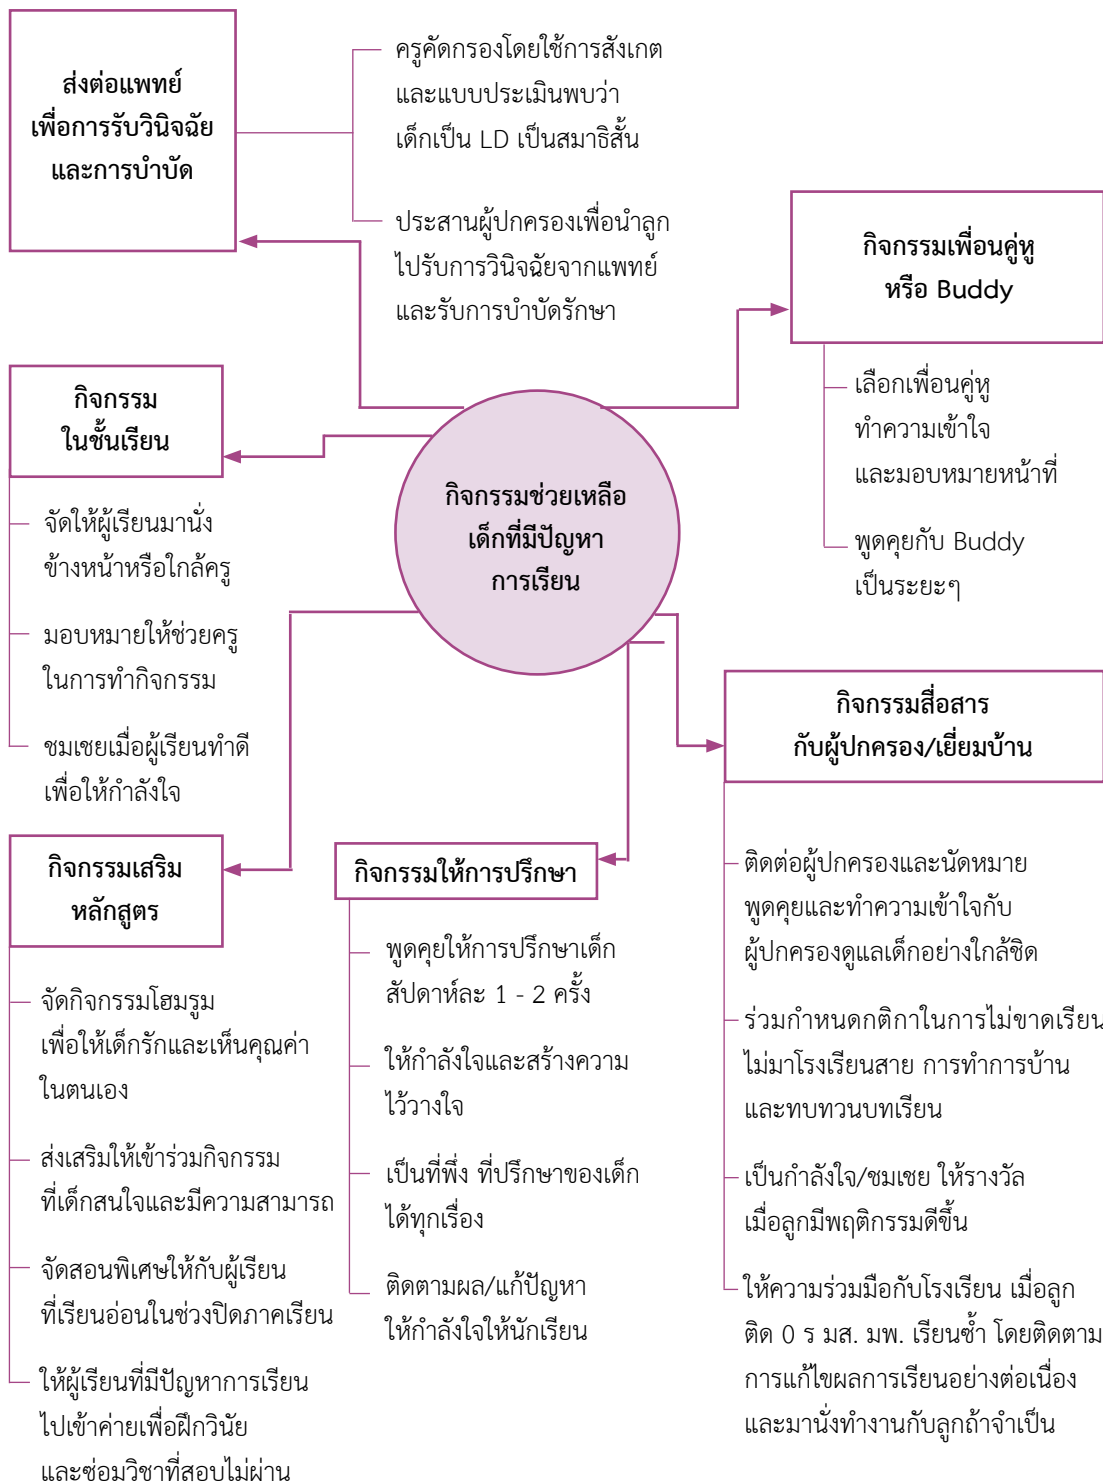 ส่งต่อแพทย์
เพื่อการรับวินิจฉัย
และการบำบัด
ครูคัดกรองโดยใช้การสังเกต
และแบบประเมินพบว่า
เด็กเป็น LD เป็นสมาธิสั้น
ประสานผู้ปกครองเพื่อนำลูก
ไปรับการวินิจฉัยจากแพทย์
และรับการบำบัดรักษา
กิจกรรมเพื่อนคู่หู
หรือ Buddy
เลือกเพื่อนคู่หู
ทำความเข้าใจ
และมอบหมายหน้าที่
พูดคุยกับ Buddy
เป็นระยะๆ
กิจกรรม
ในชั้นเรียน
จัดให้ผู้เรียนมานั่ง
ข้างหน้าหรือใกล้ครู
มอบหมายให้ช่วยครู
ในการทำกิจกรรม
ชมเชยเมื่อผู้เรียนทำดี
เพื่อให้กำลังใจ
กิจกรรมช่วยเหลือ
เด็กที่มีปัญหา
การเรียน
กิจกรรมสื่อสาร
กับผู้ปกครอง/เยี่ยมบ้าน
ติดต่อผู้ปกครองและนัดหมาย
พูดคุยและทำความเข้าใจกับ
ผู้ปกครองดูแลเด็กอย่างใกล้ชิด
ร่วมกำหนดกติกาในการไม่ขาดเรียน
ไม่มาโรงเรียนสาย การทำการบ้าน
และทบทวนบทเรียน
เป็นกำลังใจ/ชมเชย ให้รางวัล
เมื่อลูกมีพฤติกรรมดีขึ้น
ให้ความร่วมมือกับโรงเรียน เมื่อลูก
ติด 0 ร มส. มพ. เรียนซ้ำ โดยติดตาม
การแก้ไขผลการเรียนอย่างต่อเนื่อง
และมานั่งทำงานกับลูกถ้าจำเป็น
กิจกรรมเสริม
หลักสูตร
จัดกิจกรรมโฮมรูม
เพื่อให้เด็กรักและเห็นคุณค่า
ในตนเอง
ส่งเสริมให้เข้าร่วมกิจกรรม
ที่เด็กสนใจและมีความสามารถ
จัดสอนพิเศษให้กับผู้เรียน
ที่เรียนอ่อนในช่วงปิดภาคเรียน
ให้ผู้เรียนที่มีปัญหาการเรียน
ไปเข้าค่ายเพื่อฝึกวินัย
และซ่อมวิชาที่สอบไม่ผ่าน
กิจกรรมให้การปรึกษา
พูดคุยให้การปรึกษาเด็ก
สัปดาห์ละ 1 - 2 ครั้ง
ให้กำลังใจและสร้างความ
ไว้วางใจ
เป็นที่พึ่ง ที่ปรึกษาของเด็ก
ได้ทุกเรื่อง
ติดตามผล/แก้ปัญหา
ให้กำลังใจให้นักเรียน